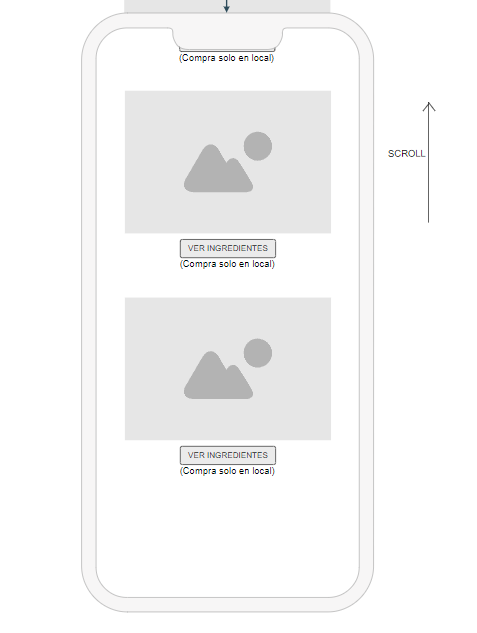 (Compra solo en local)
SCROLL
VER INGREDIENTES
(Compra solo en local)
VER INGREDIENTES
(Compra solo en local)